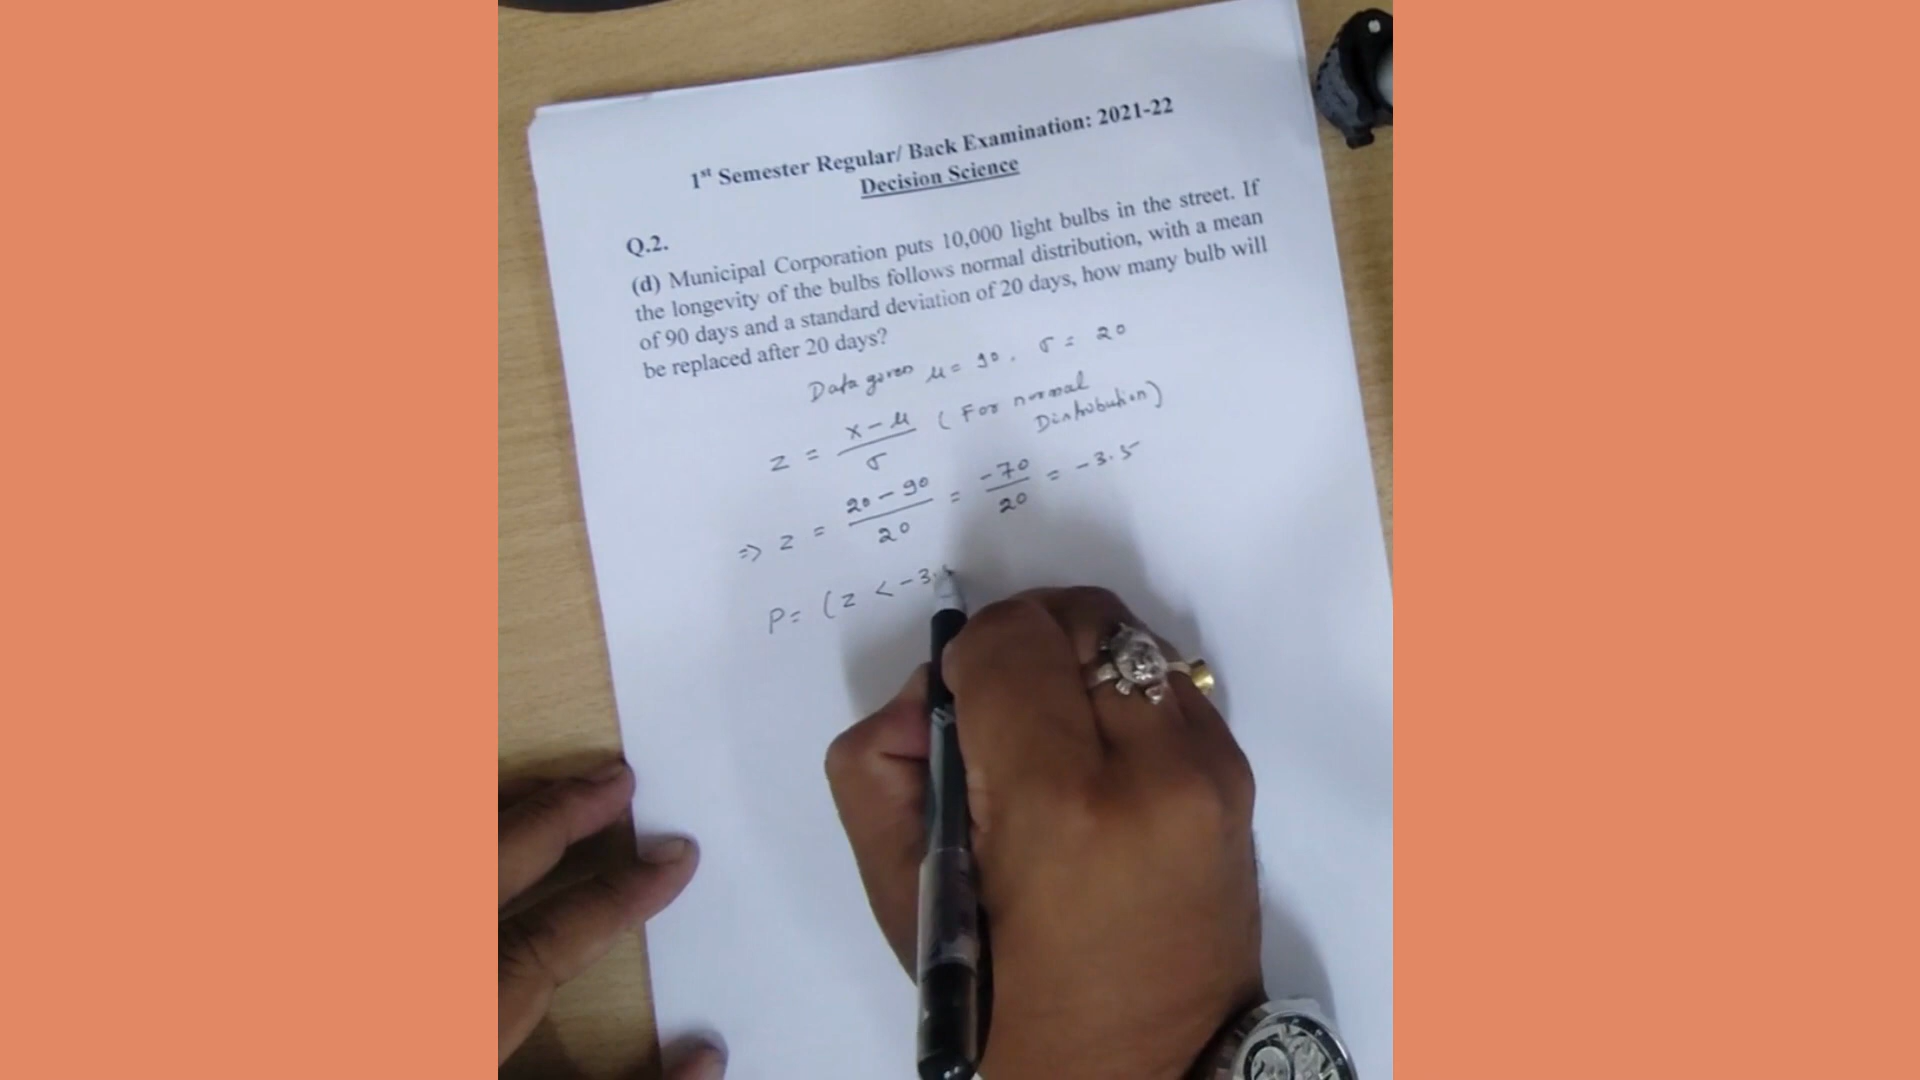 1st Semester Regular/ Back Examination: 2021-22
Decision Science
Q.2.
(d) Municipal Corporation puts 10,000 light bulbs in the street. If
the longevity of the bulbs follows normal distribution, with a mean
of 90 days and a standard deviation of 20 days, how many bulb will
be replaced after 20 days?
Data given μ = 90, σ = 20
z = x - μ / σ (For normal
Distribution)
=> z = 20 - 90 / 20 = -70 / 20 = -3.5
P = (z < -3.